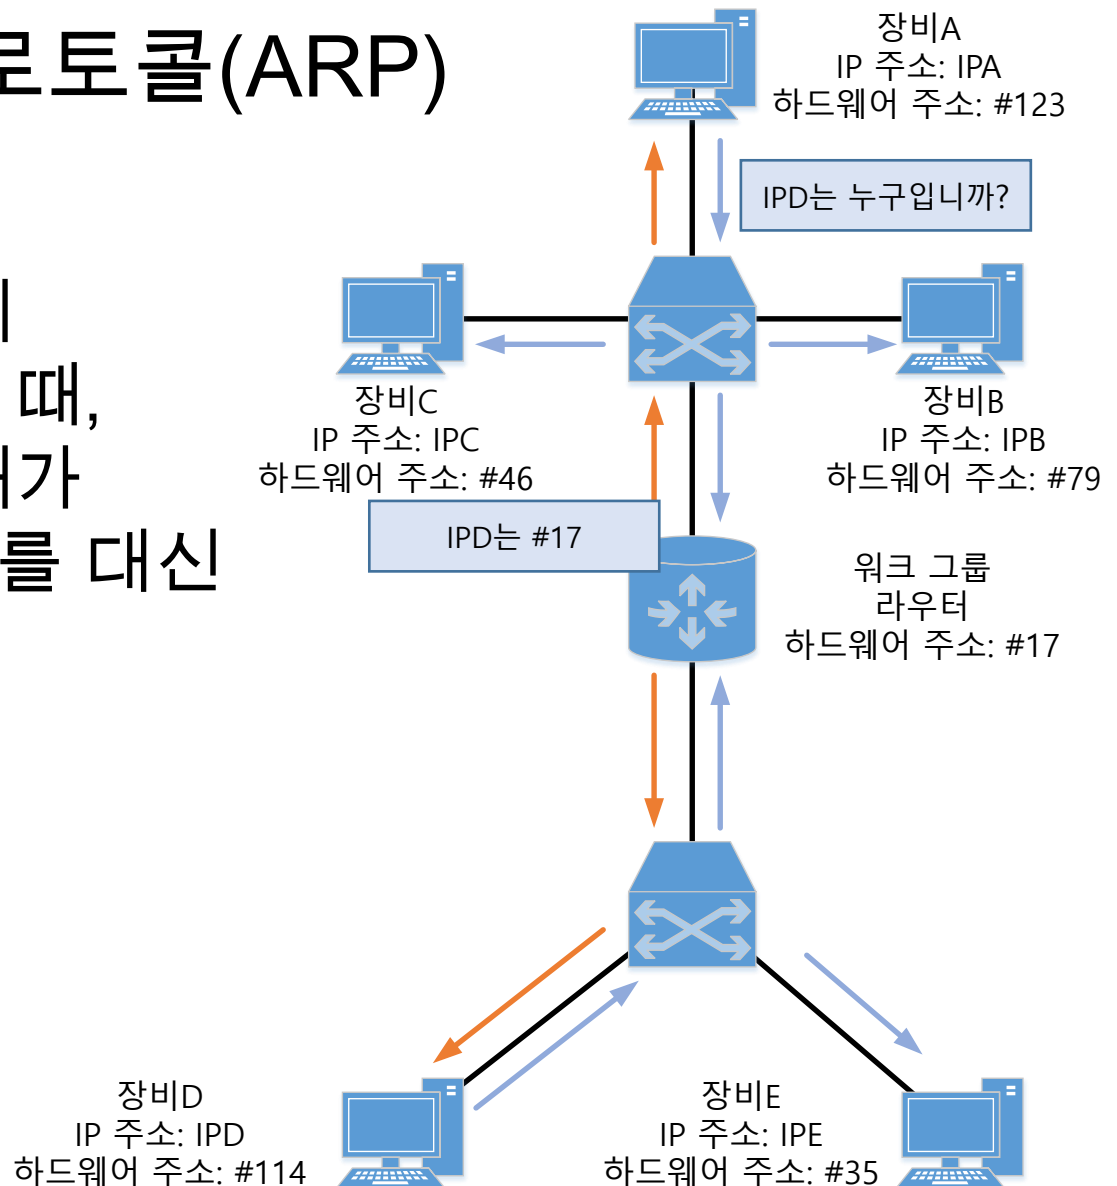 로토콜(ARP)
장비A
IP 주소: IPA
하드웨어 주소: #123
IPD는 누구입니까?
때,
가
를 대신
장비C
IP 주소: IPC
하드웨어 주소: #46
장비B
IP 주소: IPB
하드웨어 주소: #79
IPD는 #17
워크 그룹
라우터
하드웨어 주소: #17
장비D
IP 주소: IPD
하드웨어 주소: #114
장비E
IP 주소: IPE
하드웨어 주소: #35